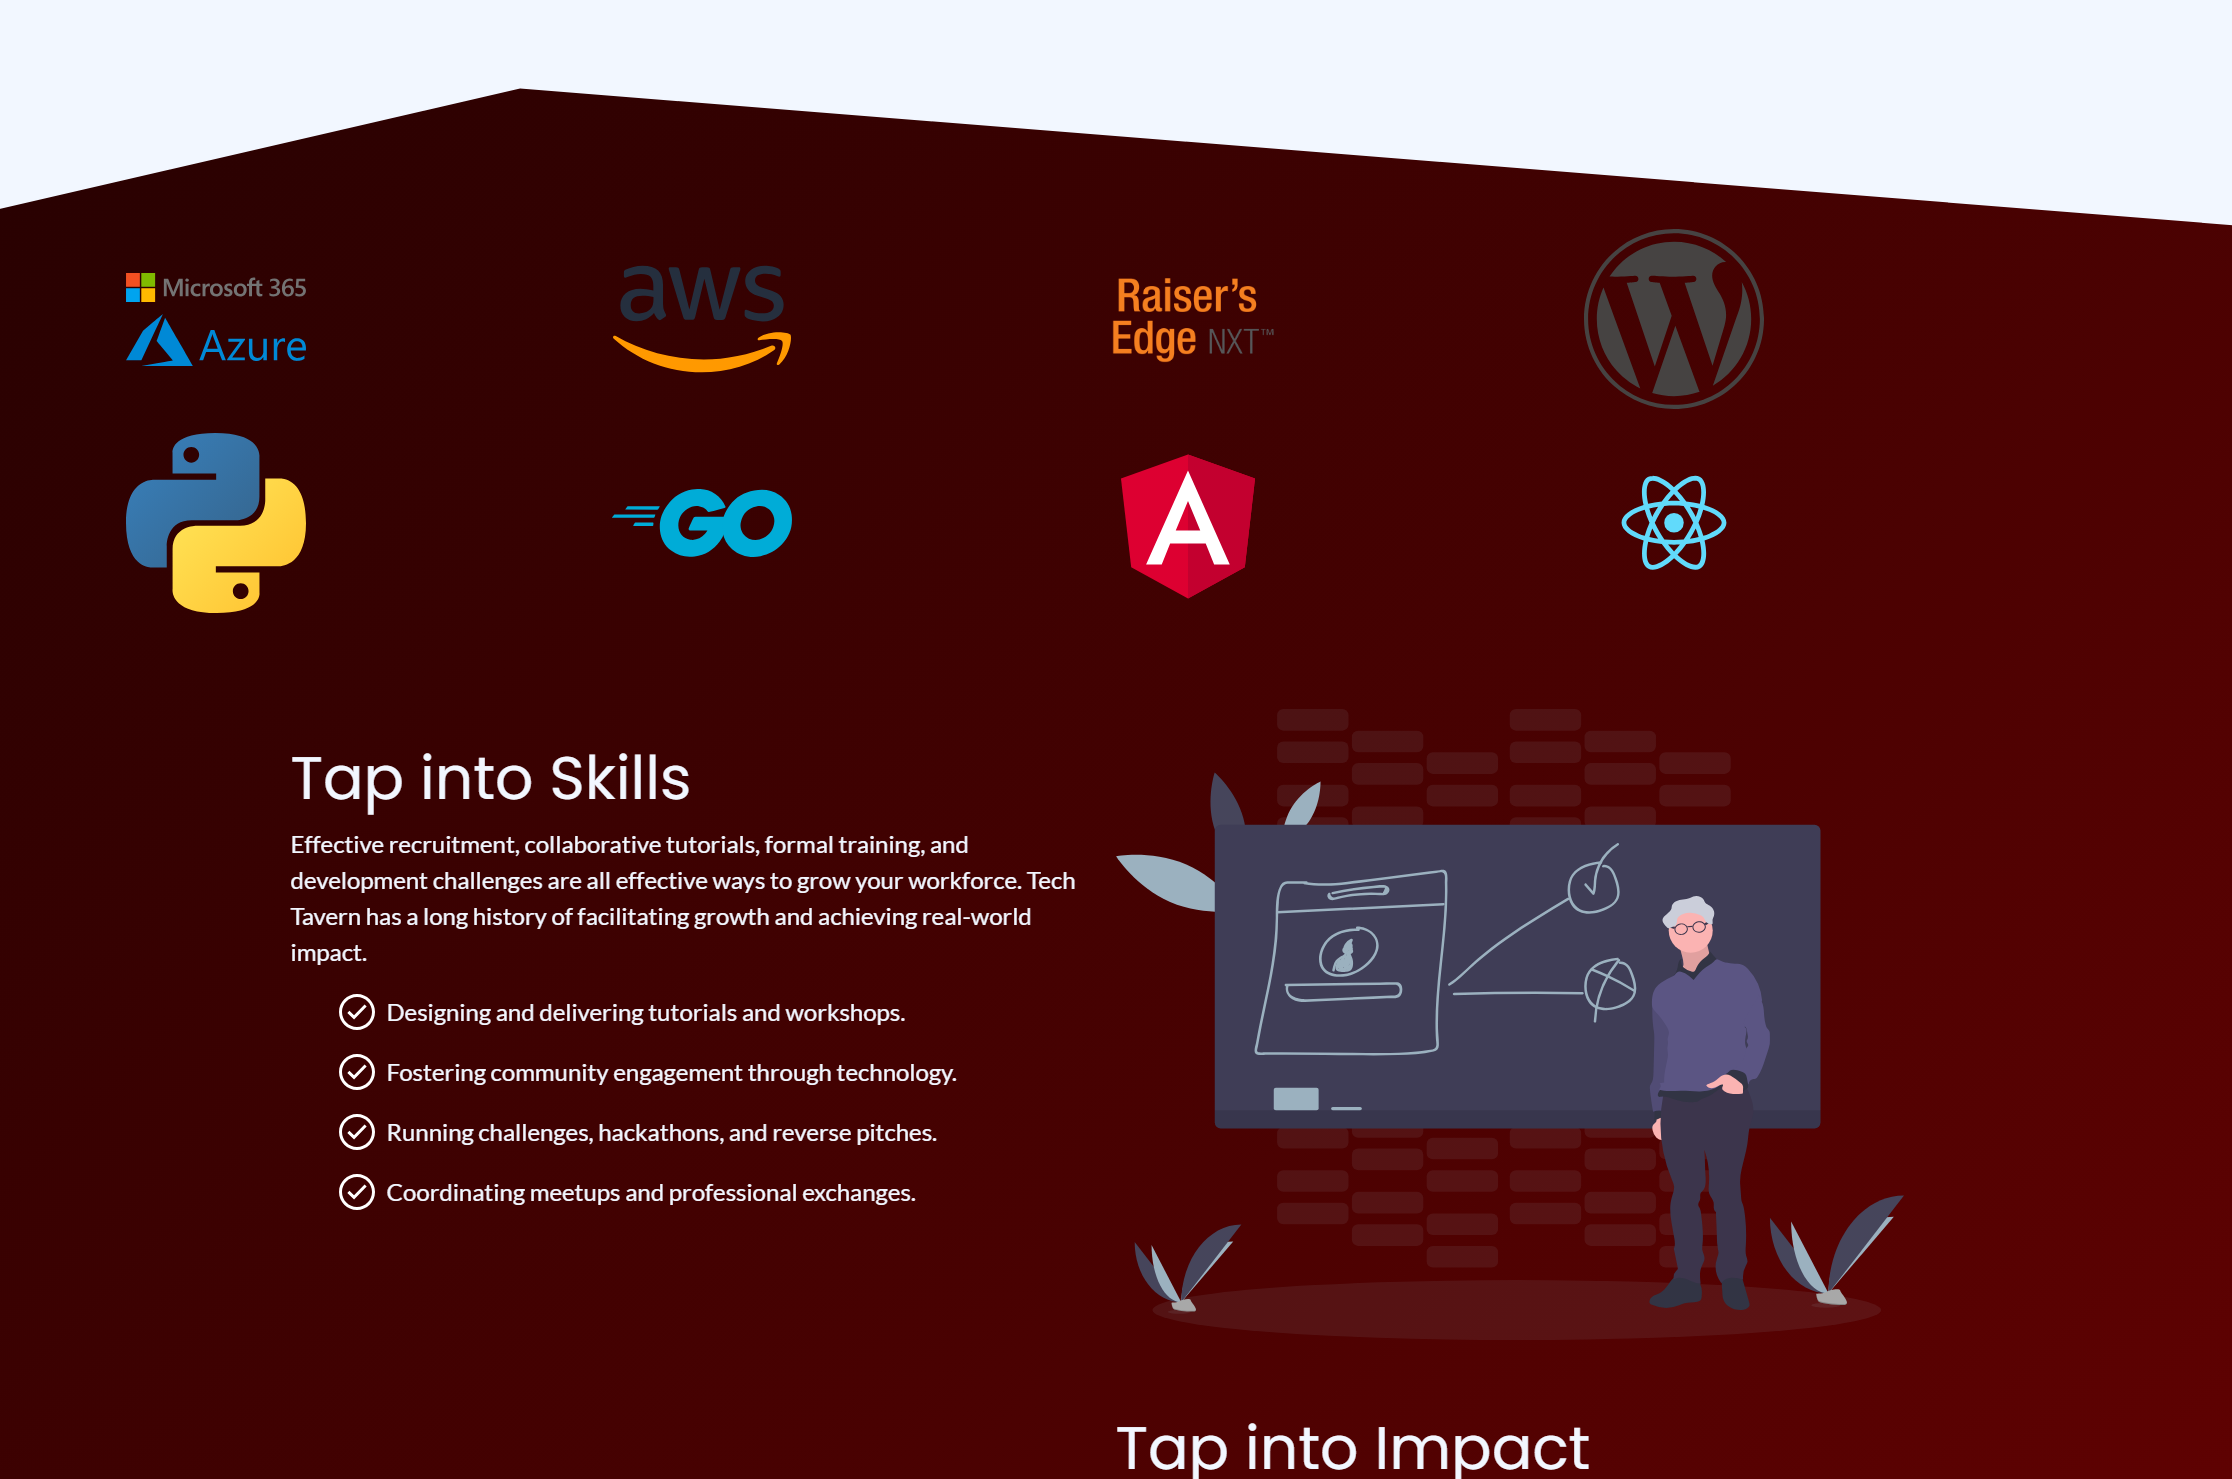 Microsoft 365
Azure
aws
Raiser's
Edge NXT™
GO
Tap into Skills
Effective recruitment, collaborative tutorials, formal training, and
development challenges are all effective ways to grow your workforce. Tech
Tavern has a long history of facilitating growth and achieving real-world
impact.
Designing and delivering tutorials and workshops.
Fostering community engagement through technology.
Running challenges, hackathons, and reverse pitches.
Coordinating meetups and professional exchanges.
Tap into Impact